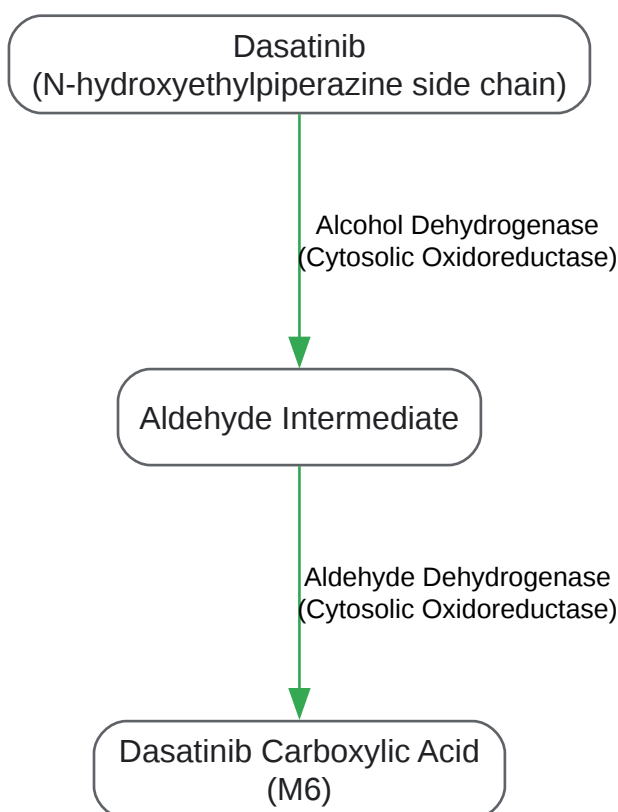 Dasatinib
(N-hydroxyethylpiperazine side chain)
Alcohol Dehydrogenase
(Cytosolic Oxidoreductase)
Aldehyde Intermediate
Aldehyde Dehydrogenase
(Cytosolic Oxidoreductase)
Dasatinib Carboxylic Acid
(M6)